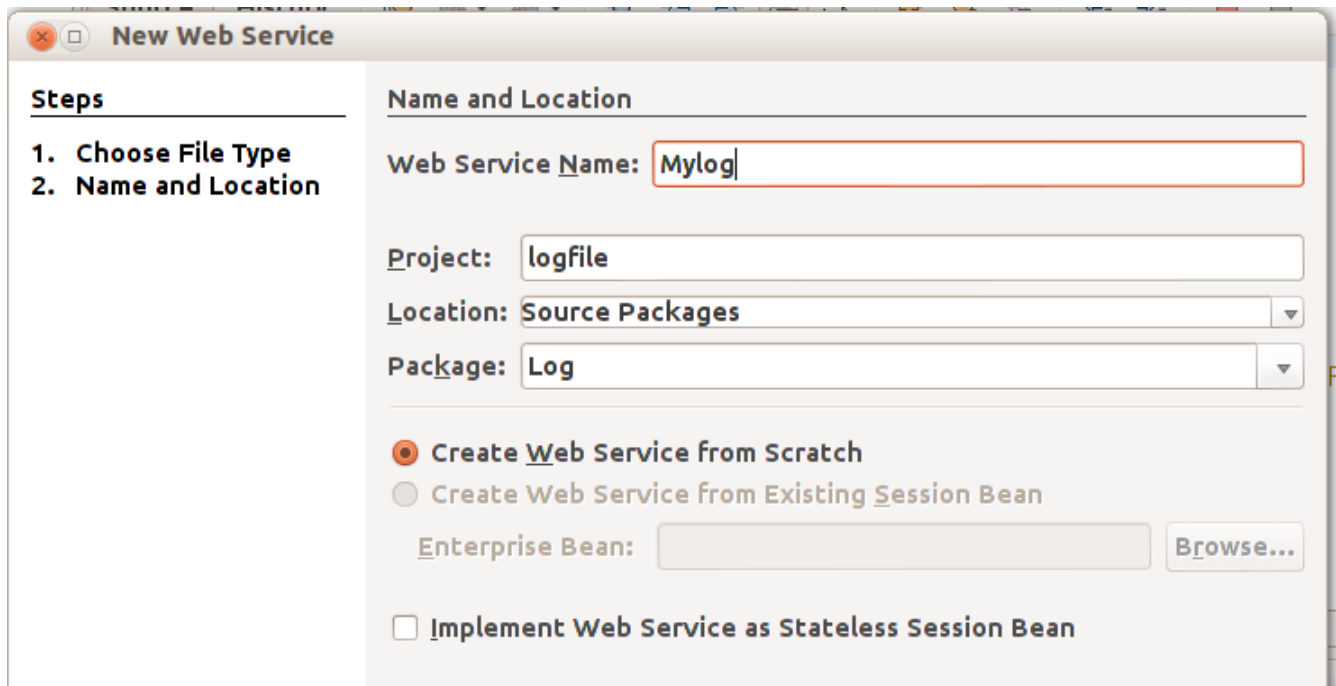 New Web Service
Steps
1. Choose File Type
2. Name and Location
Name and Location
Web Service Name: Mylog
Project: logfile
Location: Source Packages
Package: Log
Create Web Service from Scratch
Create Web Service from Existing Session Bean
Enterprise Bean: Browse...
Implement Web Service as Stateless Session Bean